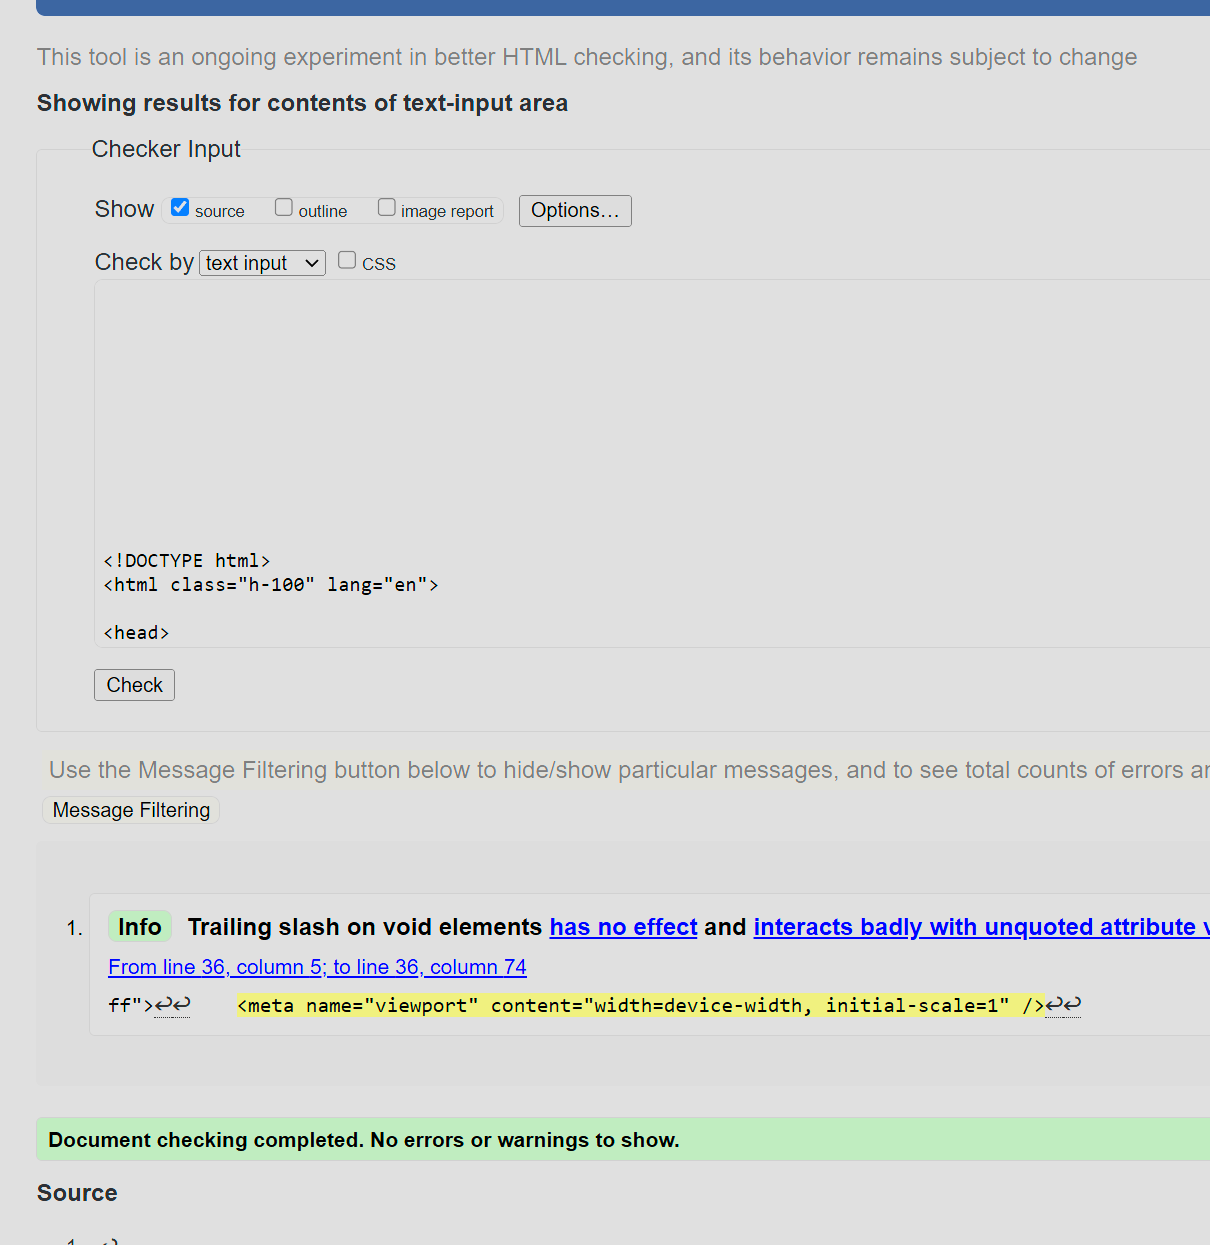 This tool is an ongoing experiment in better HTML checking, and its behavior remains subject to change
Showing results for contents of text-input area
Checker Input
Show source outline image report Options...
Check by text input CSS
<!DOCTYPE html>
<html class="h-100" lang="en">
<head>
Check
Use the Message Filtering button below to hide/show particular messages, and to see total counts of errors
Message Filtering
1. Info Trailing slash on void elements has no effect and interacts badly with unquoted attribute
From line 36, column 5; to line 36, column 74
ff">↩↩ <meta name="viewport" content="width=device-width, initial-scale=1" />↩↩
Document checking completed. No errors or warnings to show.
Source